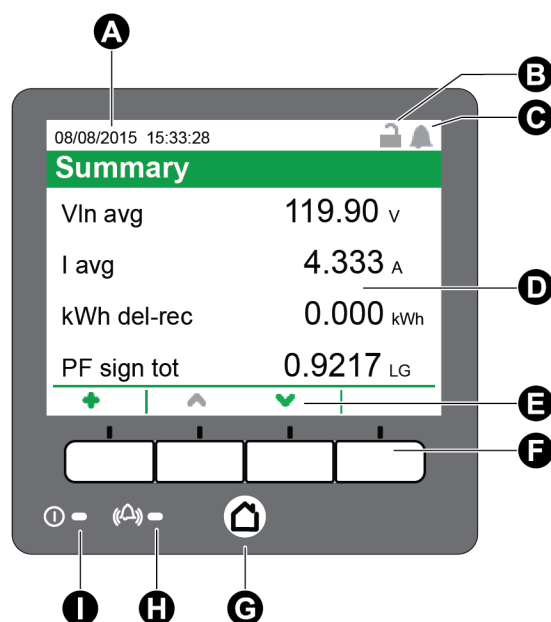 A
B
C
08/08/2015 15:33:28
Summary
Vln avg 119.90 V
I avg 4.333 A
D
kWh del-rec 0.000 kWh
PF sign tot 0.9217 LG
E
F
I
H
G